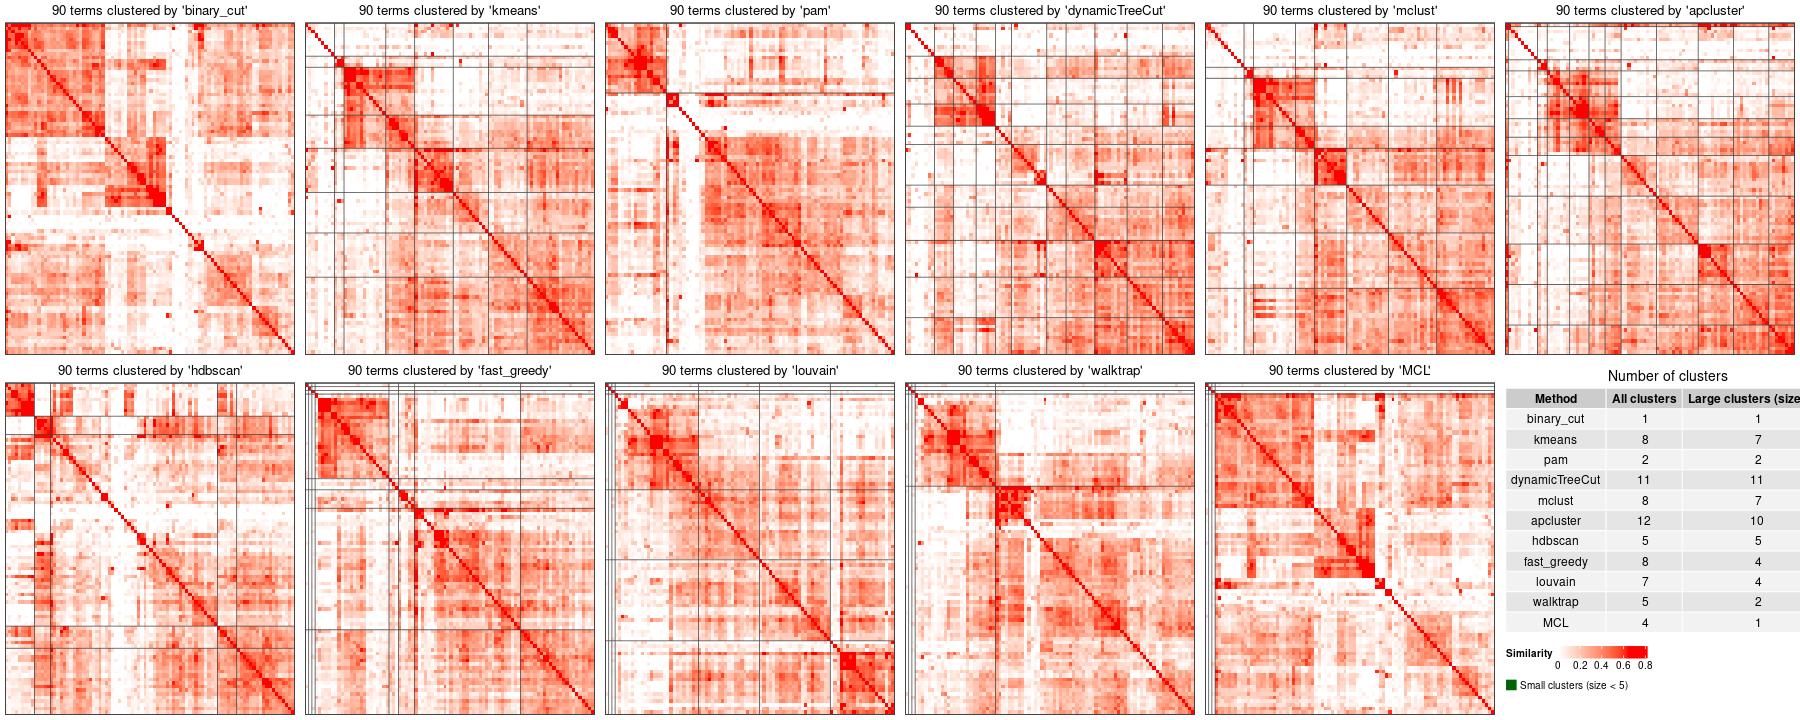 90 terms clustered by 'binary_cut'
90 terms clustered by 'kmeans'
90 terms clustered by 'pam'
90 terms clustered by 'dynamicTreeCut'
90 terms clustered by 'mclust'
90 terms clustered by 'apcluster'
90 terms clustered by 'hdbscan'
90 terms clustered by 'fast_greedy'
90 terms clustered by 'louvain'
90 terms clustered by 'walktrap'
90 terms clustered by 'MCL'
Number of clusters
Method All clusters Large clusters (size
binary_cut 1 1
kmeans 8 7
pam 2 2
dynamicTreeCut 11 11
mclust 8 7
apcluster 12 10
hdbscan 5 5
fast_greedy 8 4
louvain 7 4
walktrap 5 2
MCL 4 1
Similarity
0 0.2 0.4 0.6 0.8
Small clusters (size < 5)